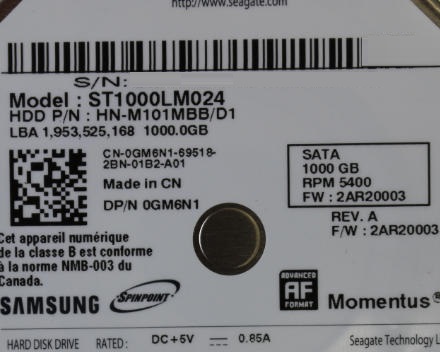 http://www.seagate.com
S/N:
Model : ST1000LM024
HDD P/N : HN-M101MBB/D1
LBA 1,953,525,168 1000.0GB
CN-0GM6N1-69518-
2BN-01B2-A01
Made in CN
DP/N 0GM6N1
SATA
1000 GB
RPM 5400
FW : 2AR20003
REV. A
F/W : 2AR20003
Cet appareil numérique
de la classe B est conforme
à la norme NMB-003 du
Canada.
SAMSUNG
SPINPOINT®
ADVANCED
AF
FORMAT
Momentus®
HARD DISK DRIVE RATED: DC+5V 0.85A
Seagate Technology L